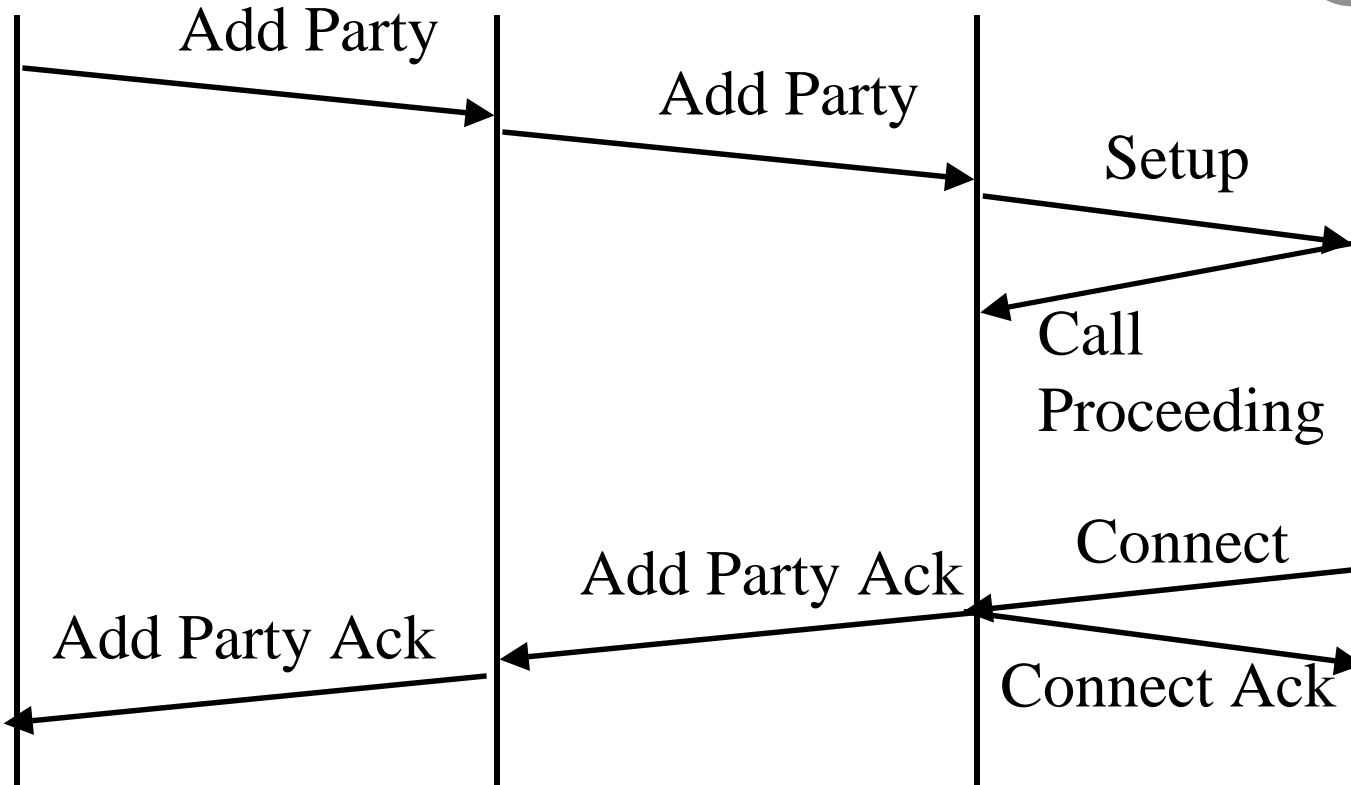 Add Party
Add Party
Setup
Call
Proceeding
Connect
Add Party Ack
Add Party Ack
Connect Ack